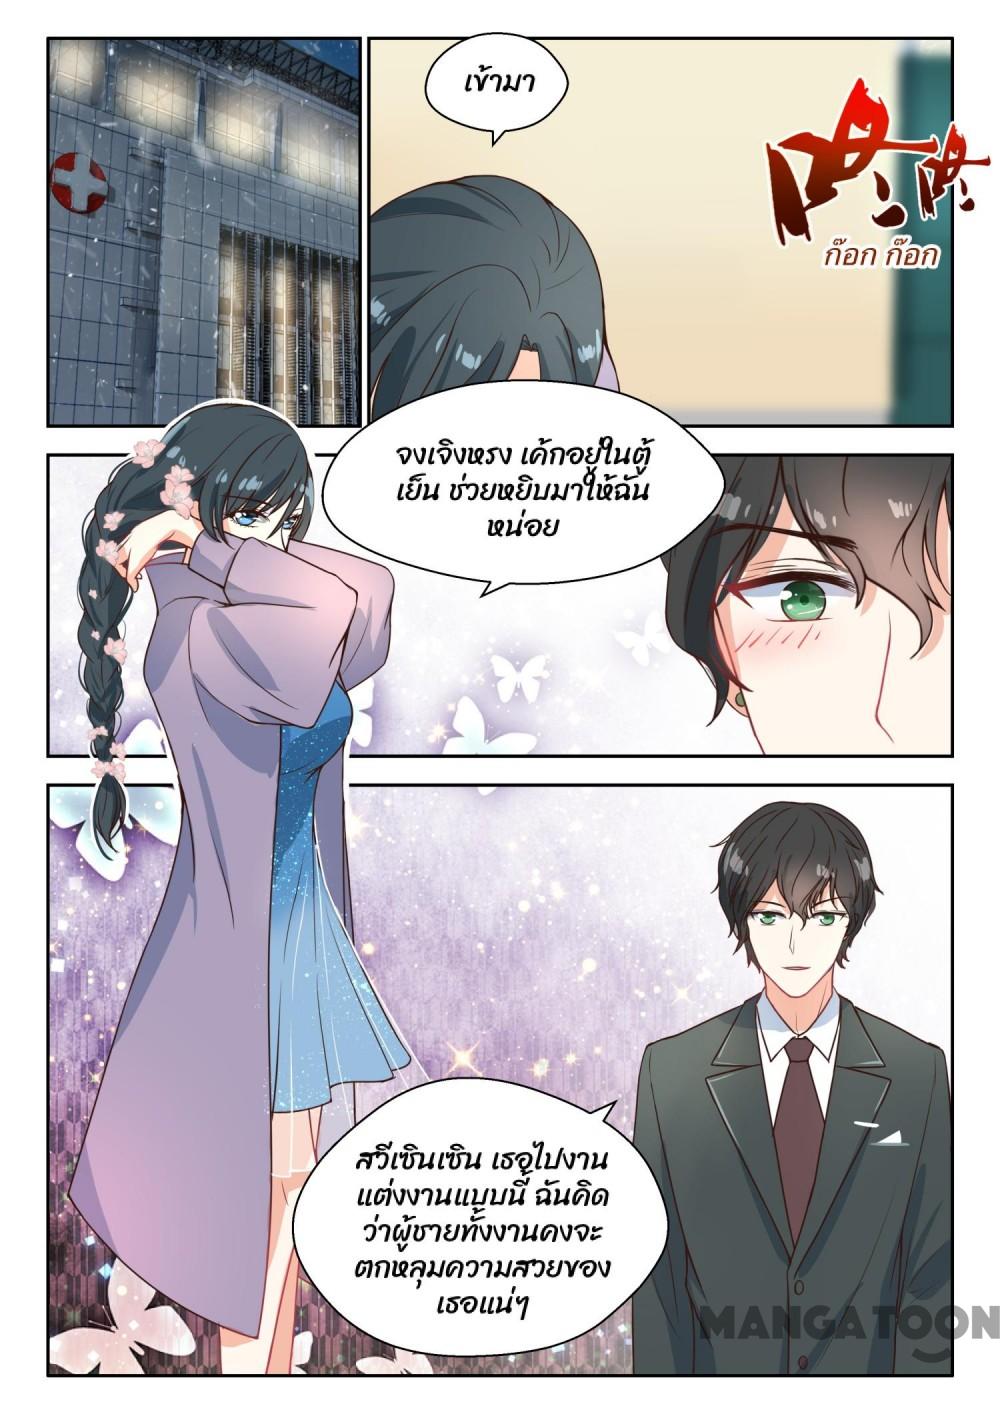 เข้ามา
咚咚
ก๊อก ก๊อก
จงเจิงหรง เค้กอยู่ในตู้
เย็น ช่วยหยิบมาให้ฉัน
หน่อย
สวีเซินเซิน เธอไปงาน
แต่งงานแบบนี้ ฉันคิด
ว่าผู้ชายทั้งงานคงจะ
ตกหลุมความสวยของ
เธอแน่ๆ
MANGATOON